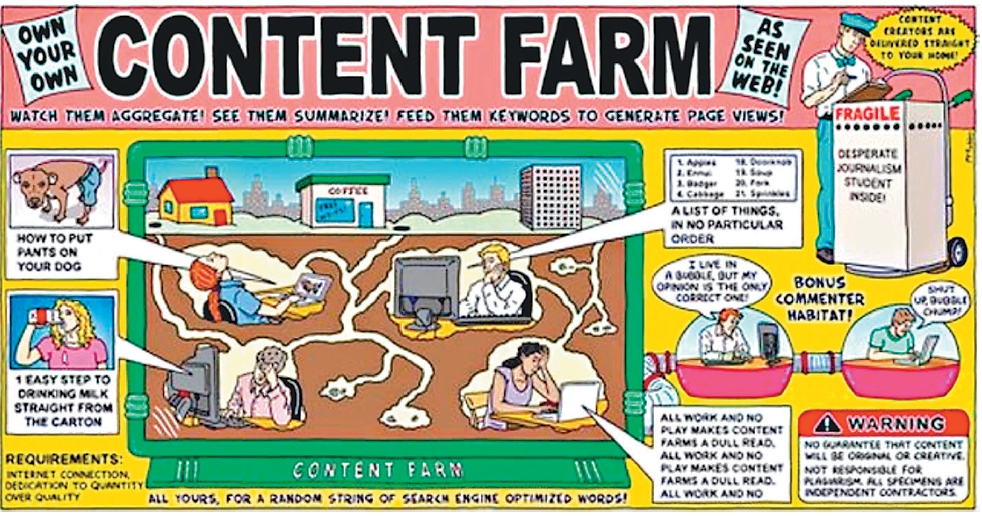 OWN
YOUR
OWN
CONTENT FARM
AS
SEEN
ON THE
WEB!
CONTENT
CREATORS ARE
DELIVERED STRAIGHT
TO YOUR HOME!
WATCH THEM AGGREGATE! SEE THEM SUMMARIZE! FEED THEM KEYWORDS TO GENERATE PAGE VIEWS!
FRAGILE
DESPERATE
JOURNALISM
STUDENT
INSIDE!
HOW TO PUT
PANTS ON
YOUR DOG
COFFEE
FREE
1. Apples
2. Ennui
3. Badger
4. Cabbage
18. Doorknob
19. Soup
20. Fork
21. Sprinkles
A LIST OF THINGS,
IN NO PARTICULAR
ORDER
I LIVE IN
A BUBBLE, BUT MY
OPINION IS THE ONLY
CORRECT ONE!
BONUS
COMMENTER
HABITAT!
SHUT
UP, BUBBLE
CHUMP!
1 EASY STEP TO
DRINKING MILK
STRAIGHT FROM
THE CARTON
ALL WORK AND NO
PLAY MAKES CONTENT
FARMS A DULL READ.
ALL WORK AND NO
PLAY MAKES CONTENT
FARMS A DULL READ.
ALL WORK AND NO
WARNING
NO GUARANTEE THAT CONTENT
WILL BE ORIGINAL OR CREATIVE.
NOT RESPONSIBLE FOR
PLAGIARISM. ALL SPECIMENS ARE
INDEPENDENT CONTRACTORS.
REQUIREMENTS:
INTERNET CONNECTION,
DEDICATION TO QUANTITY
OVER QUALITY
CONTENT FARM
ALL YOURS, FOR A RANDOM STRING OF SEARCH ENGINE OPTIMIZED WORDS!